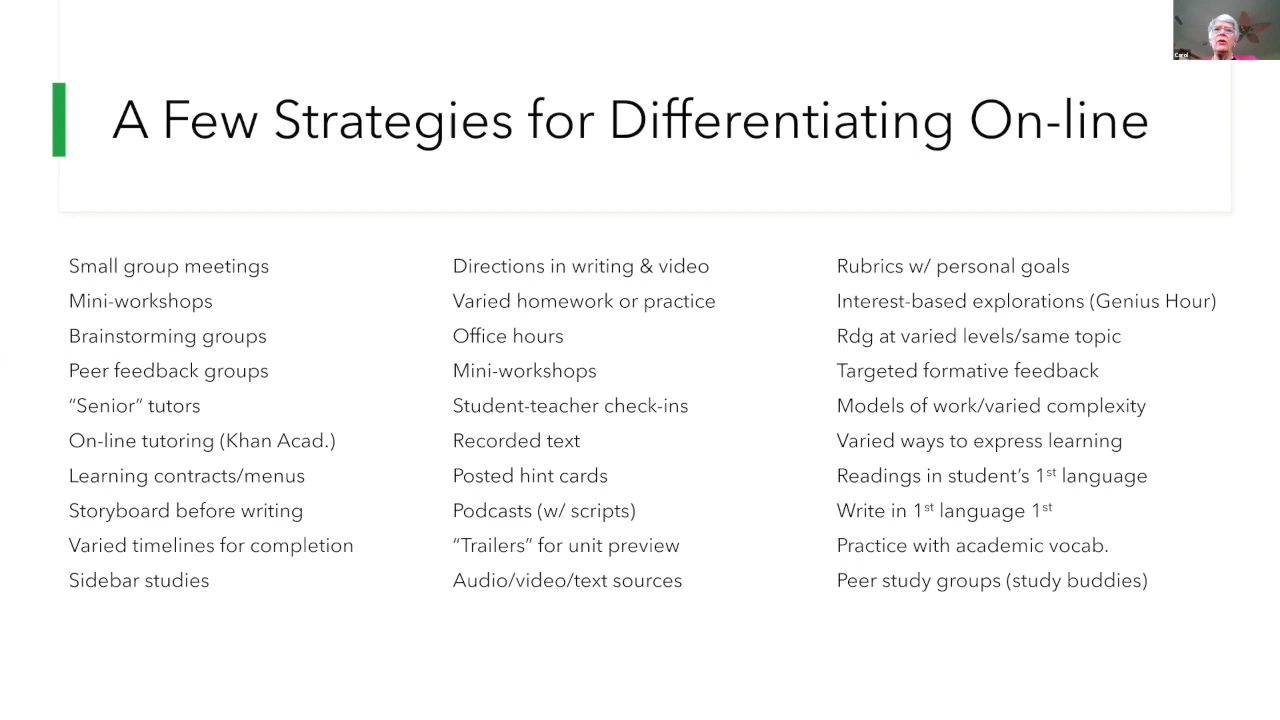 Carol
A Few Strategies for Differentiating On-line
Small group meetings
Mini-workshops
Brainstorming groups
Peer feedback groups
“Senior” tutors
On-line tutoring (Khan Acad.)
Learning contracts/menus
Storyboard before writing
Varied timelines for completion
Sidebar studies
Directions in writing & video
Varied homework or practice
Office hours
Mini-workshops
Student-teacher check-ins
Recorded text
Posted hint cards
Podcasts (w/ scripts)
“Trailers” for unit preview
Audio/video/text sources
Rubrics w/ personal goals
Interest-based explorations (Genius Hour)
Rdg at varied levels/same topic
Targeted formative feedback
Models of work/varied complexity
Varied ways to express learning
Readings in student’s 1st language
Write in 1st language 1st
Practice with academic vocab.
Peer study groups (study buddies)